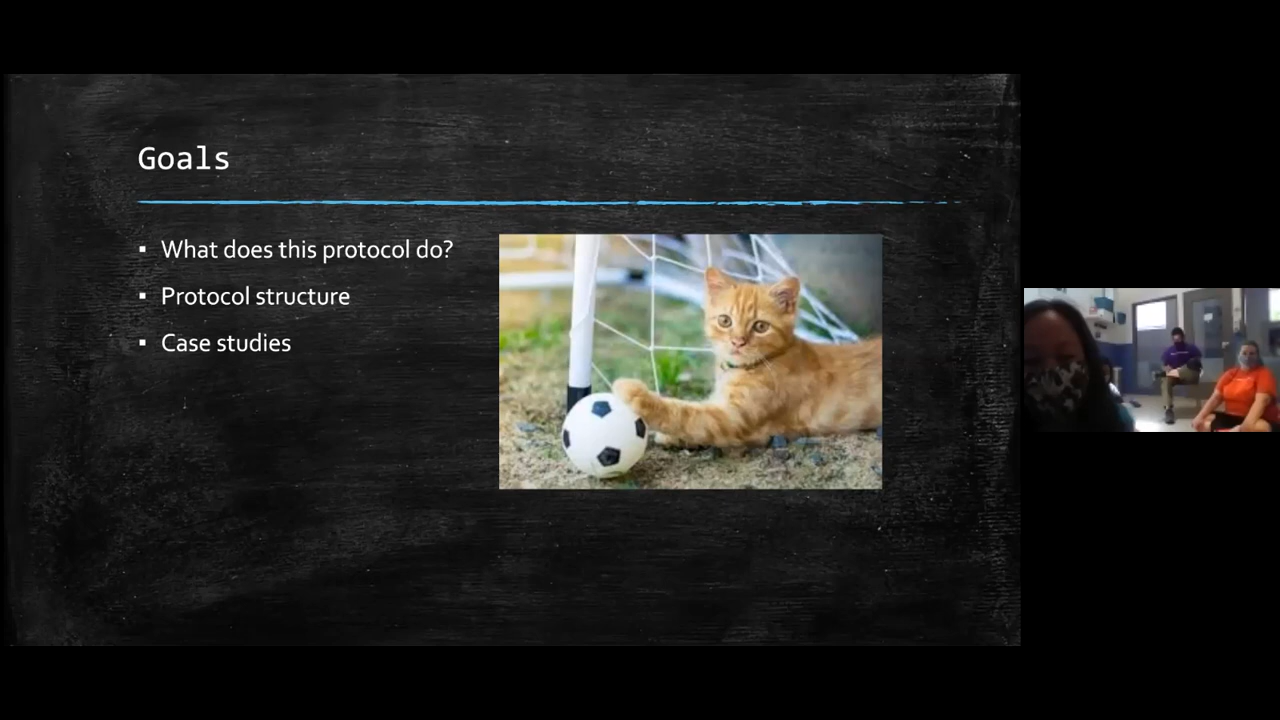 Goals
▪ What does this protocol do?
▪ Protocol structure
▪ Case studies